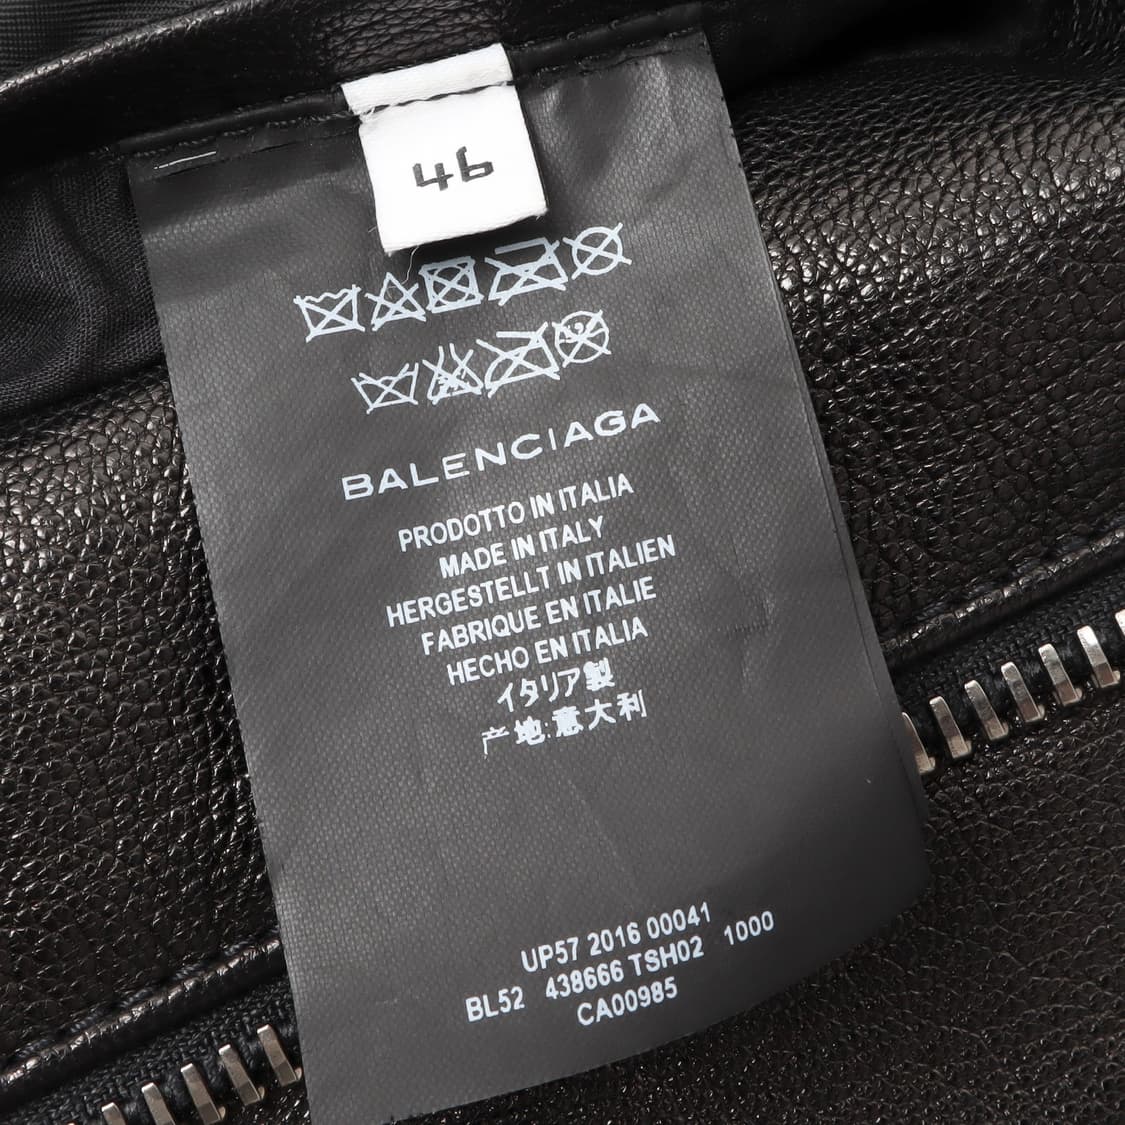 46
BALENCIAGA
PRODOTTO IN ITALIA
MADE IN ITALY
HERGESTELLT IN ITALIEN
FABRIQUE EN ITALIE
HECHO EN ITALIA
イタリア製
产地:意大利
UP57 2016 00041
BL52 438666 TSH02 1000
CA00985